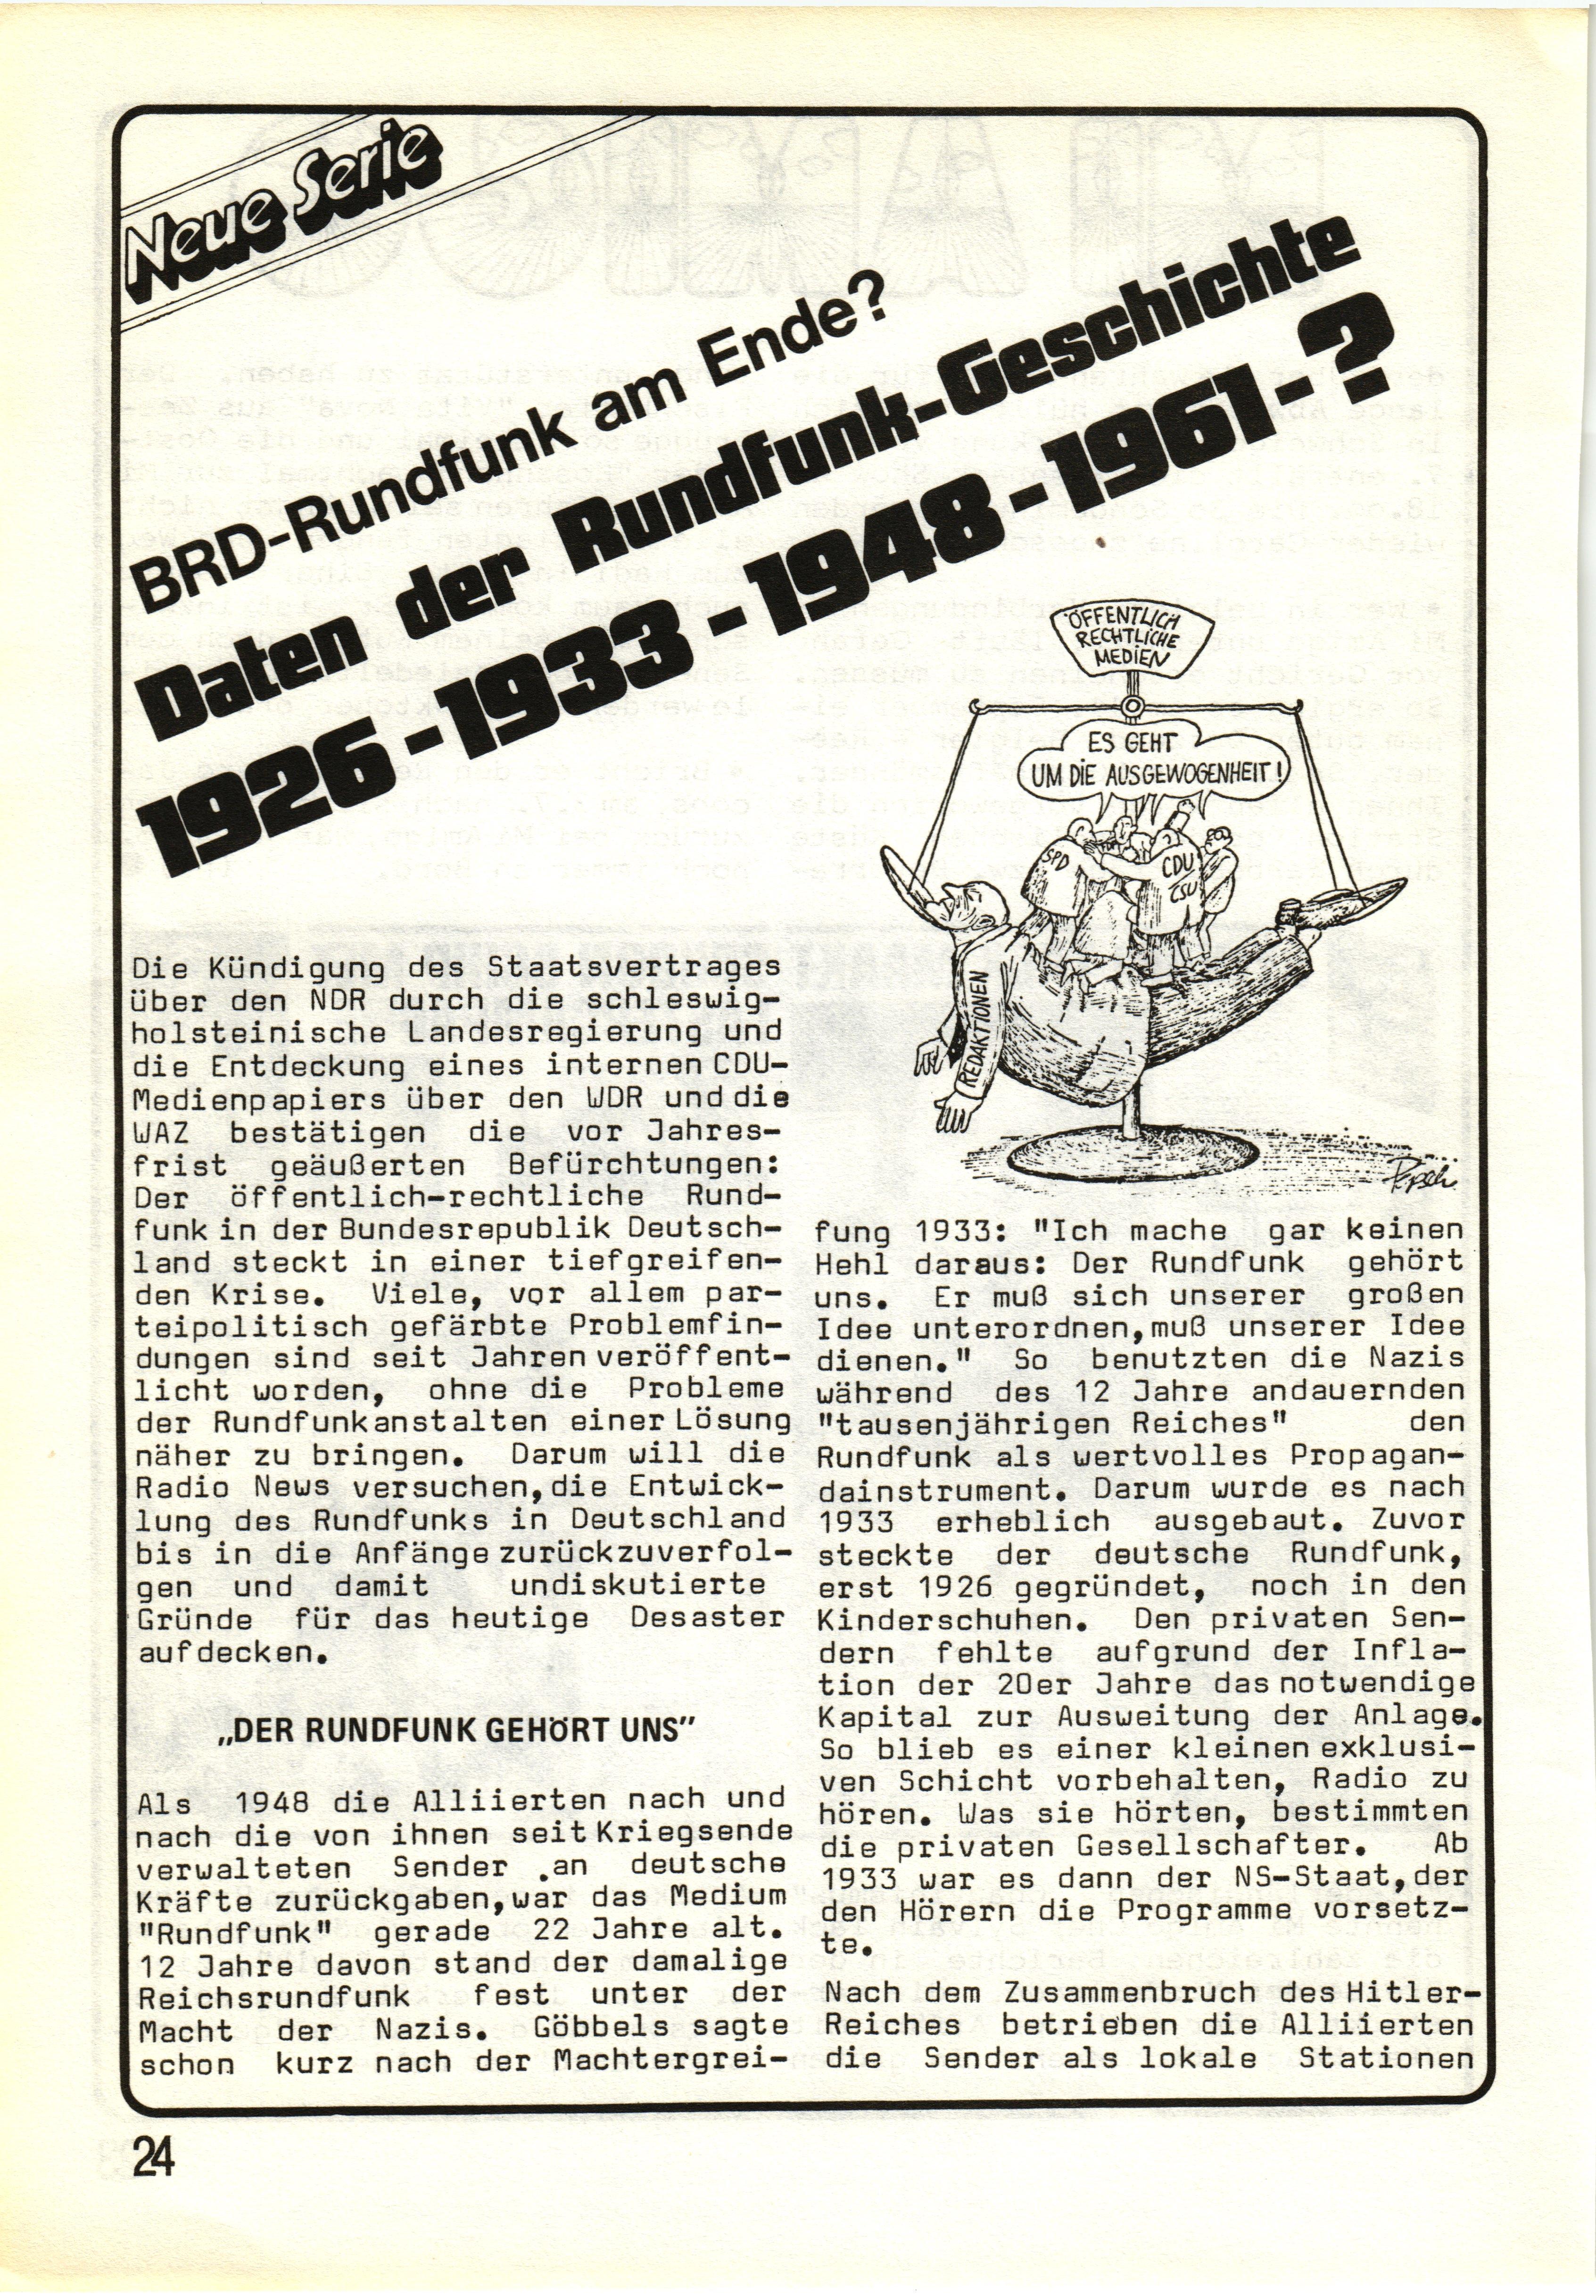 Neue Serie
BRD-Rundfunk am Ende?
Daten der Rundfunk-Geschichte
1926-1933-1948-1961-?
ÖFFENTLICH
RECHTLICHE
MEDIEN
ES GEHT
UM DIE AUSGEWOGENHEIT!
SPD
CDU
CSU
REDAKTIONEN
Die Kündigung des Staatsvertrages
über den NDR durch die schleswig-
holsteinische Landesregierung und
die Entdeckung eines internen CDU-
Medienpapiers über den WDR und die
WAZ bestätigen die vor Jahres-
frist geäußerten Befürchtungen:
Der öffentlich-rechtliche Rund-
funk in der Bundesrepublik Deutsch-
land steckt in einer tiefgreifen-
den Krise. Viele, vor allem par-
teipolitisch gefärbte Problemfin-
dungen sind seit Jahren veröffent-
licht worden, ohne die Probleme
der Rundfunkanstalten einer Lösung
näher zu bringen. Darum will die
Radio News versuchen,die Entwick-
lung des Rundfunks in Deutschland
bis in die Anfänge zurückzuverfol-
gen und damit undiskutierte
Gründe für das heutige Desaster
aufdecken.
„DER RUNDFUNK GEHÖRT UNS”
Als 1948 die Alliierten nach und
nach die von ihnen seit Kriegsende
verwalteten Sender .an deutsche
Kräfte zurückgaben,war das Medium
"Rundfunk" gerade 22 Jahre alt.
12 Jahre davon stand der damalige
Reichsrundfunk fest unter der
Macht der Nazis. Göbbels sagte
schon kurz nach der Machtergrei-
fung 1933: "Ich mache gar keinen
Hehl daraus: Der Rundfunk gehört
uns. Er muß sich unserer großen
Idee unterordnen,muß unserer Idee
dienen." So benutzten die Nazis
während des 12 Jahre andauernden
"tausenjährigen Reiches" den
Rundfunk als wertvolles Propagan-
dainstrument. Darum wurde es nach
1933 erheblich ausgebaut. Zuvor
steckte der deutsche Rundfunk,
erst 1926 gegründet, noch in den
Kinderschuhen. Den privaten Sen-
dern fehlte aufgrund der Infla-
tion der 20er Jahre das notwendige
Kapital zur Ausweitung der Anlage.
So blieb es einer kleinen exklusi-
ven Schicht vorbehalten, Radio zu
hören. Was sie hörten, bestimmten
die privaten Gesellschafter. Ab
1933 war es dann der NS-Staat,der
den Hörern die Programme vorsetz-
te.
Nach dem Zusammenbruch des Hitler-
Reiches betrieben die Alliierten
die Sender als lokale Stationen
24